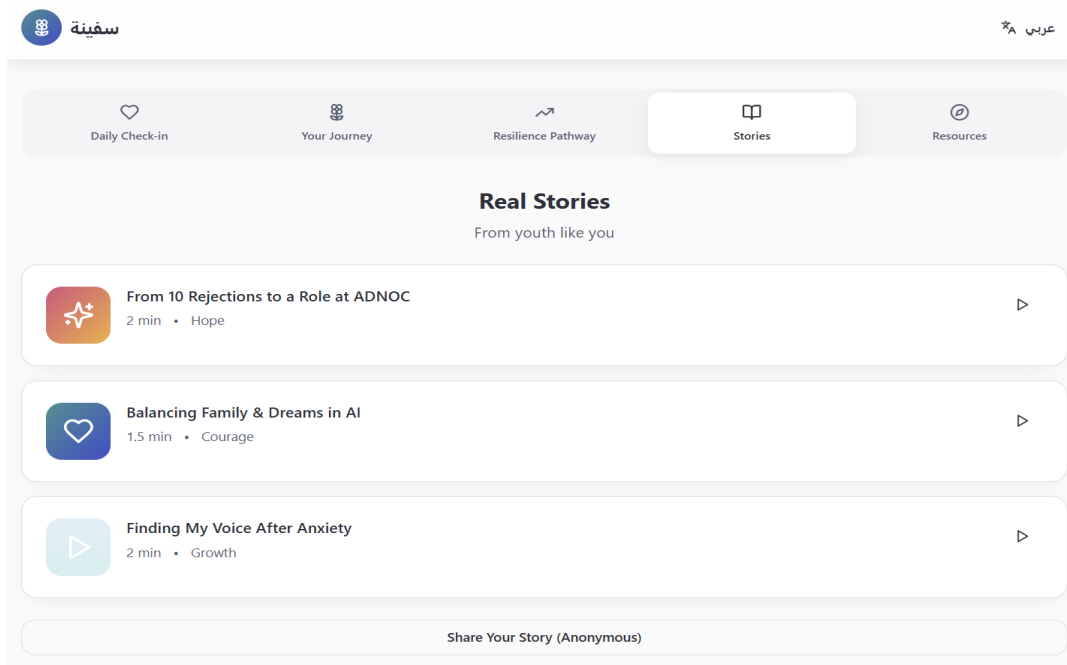 سفينة
عربي
Daily Check-in
Your Journey
Resilience Pathway
Stories
Resources
Real Stories
From youth like you
From 10 Rejections to a Role at ADNOC
2 min • Hope
Balancing Family & Dreams in AI
1.5 min • Courage
Finding My Voice After Anxiety
2 min • Growth
Share Your Story (Anonymous)